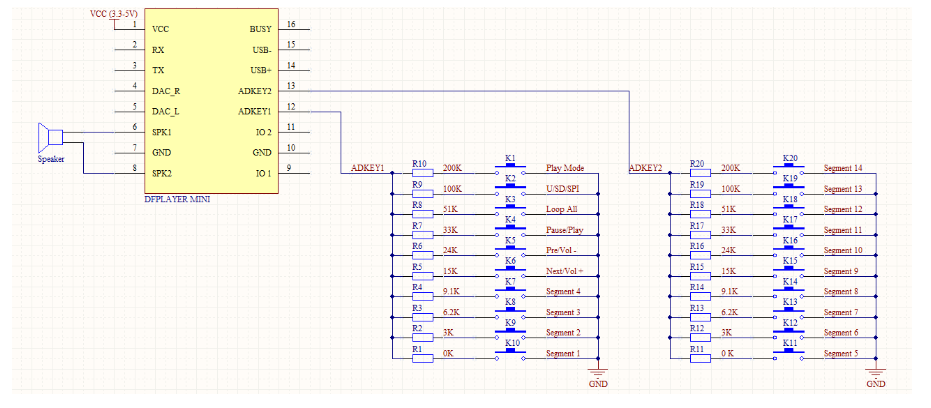 VCC (3.3-5V)
1 VCC BUSY 16
2 RX USB- 15
3 TX USB+ 14
4 DAC_R ADKEY2 13
5 DAC_L ADKEY1 12
6 SPK1 IO 2 11
7 GND GND 10
8 SPK2 IO 1 9
Speaker
DFPLAYER MINI
ADKEY1
R10 200K K1 Play Mode
R9 100K K2 U/SD/SPI
R8 51K K3 Loop All
R7 33K K4 Pause/Play
R6 24K K5 Pre/Vol -
R5 15K K6 Next/Vol +
R4 9.1K K7 Segment 4
R3 6.2K K8 Segment 3
R2 3K K9 Segment 2
R1 0K K10 Segment 1
GND
ADKEY2
R20 200K K20 Segment 14
R19 100K K19 Segment 13
R18 51K K18 Segment 12
R17 33K K17 Segment 11
R16 24K K16 Segment 10
R15 15K K15 Segment 9
R14 9.1K K14 Segment 8
R13 6.2K K13 Segment 7
R12 3K K12 Segment 6
R11 0 K K11 Segment 5
GND